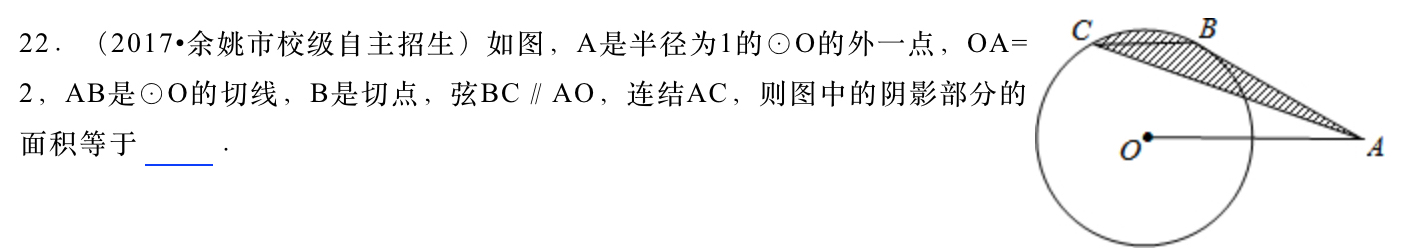 22．（2017•余姚市校级自主招生）如图，A是半径为1的⊙O的外一点，OA=
2，AB是⊙O的切线，B是切点，弦BC∥AO，连结AC，则图中的阴影部分的
面积等于____．
C
B
O
A